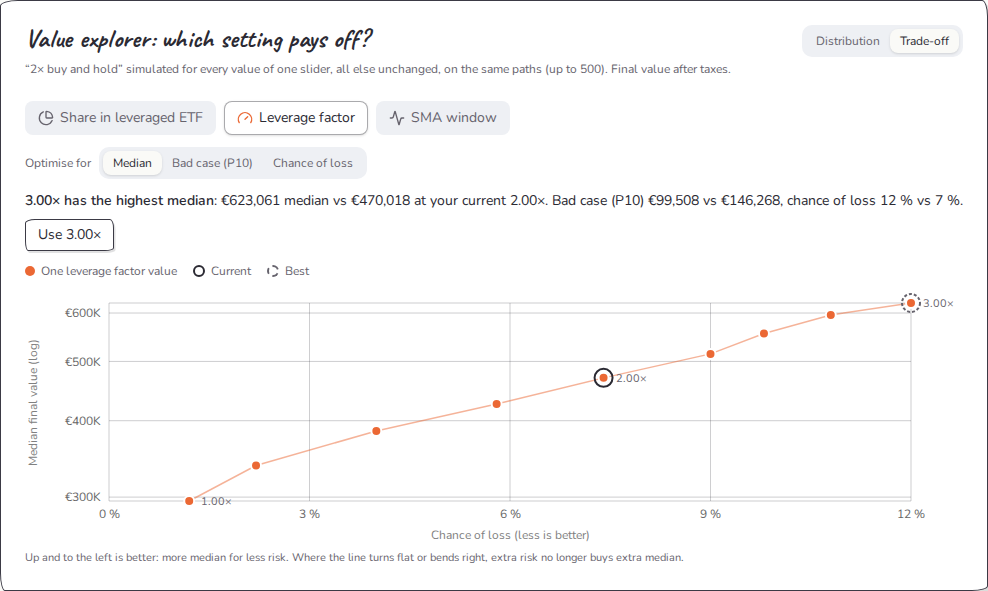 Value explorer: which setting pays off?
Distribution Trade-off
“2× buy and hold” simulated for every value of one slider, all else unchanged, on the same paths (up to 500). Final value after taxes.
Share in leveraged ETF Leverage factor SMA window
Optimise for Median Bad case (P10) Chance of loss
3.00× has the highest median: €623,061 median vs €470,018 at your current 2.00×. Bad case (P10) €99,508 vs €146,268, chance of loss 12 % vs 7 %.
Use 3.00×
One leverage factor value Current Best
3.00×
€600K
€500K
2.00×
€400K
€300K
1.00×
Median final value (log)
0 % 3 % 6 % 9 % 12 %
Chance of loss (less is better)
Up and to the left is better: more median for less risk. Where the line turns flat or bends right, extra risk no longer buys extra median.